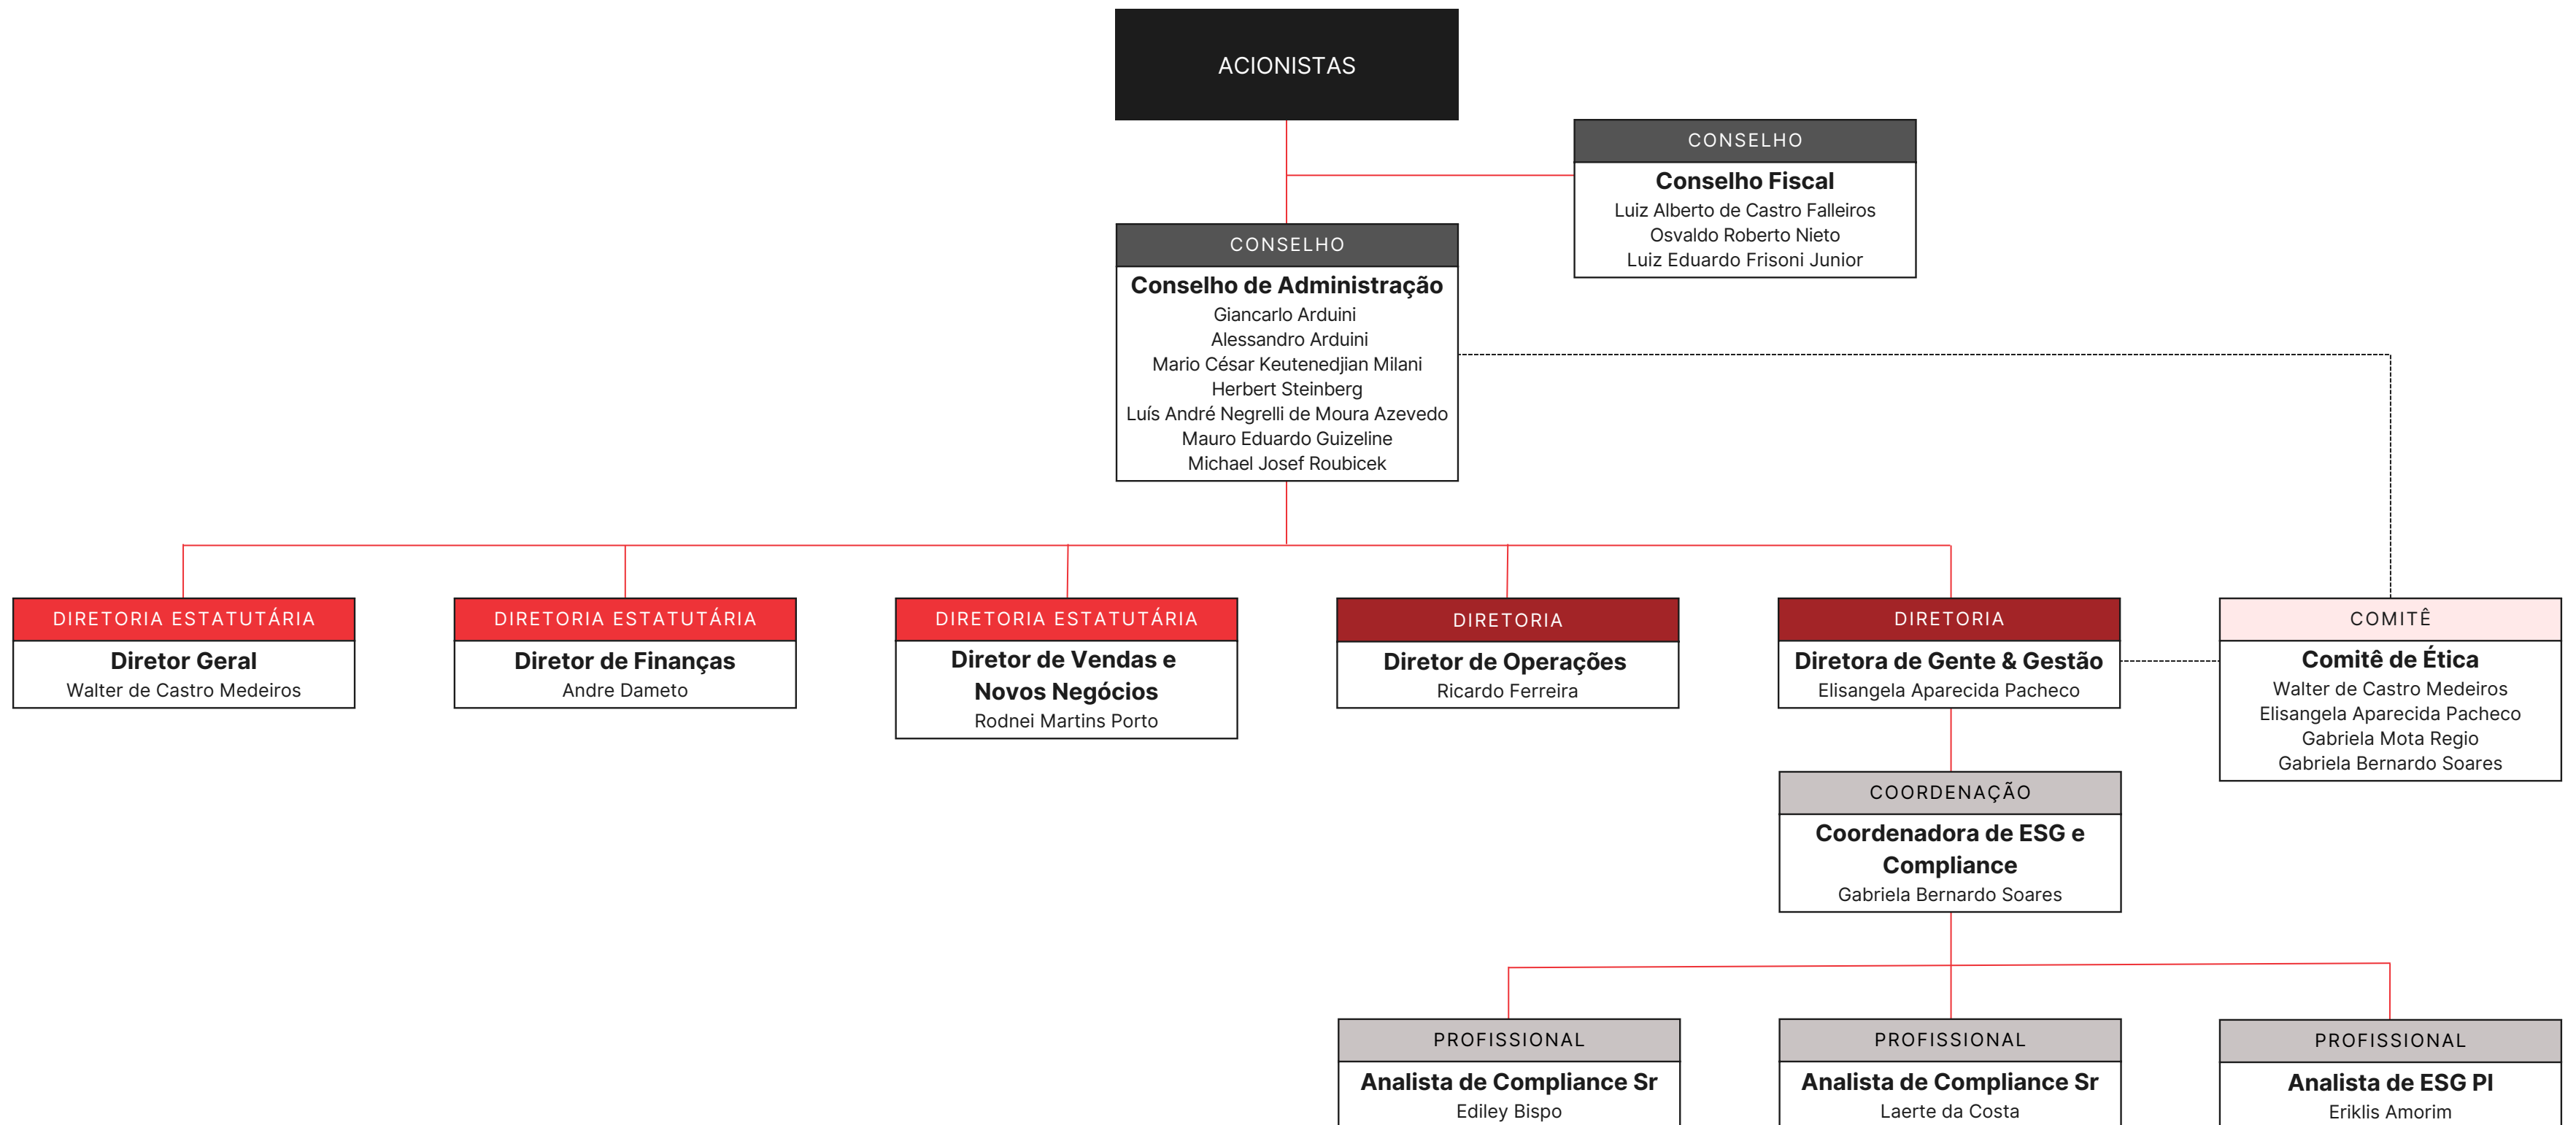 ACIONISTAS
CONSELHO
Conselho Fiscal
Luiz Alberto de Castro Falleiros
Osvaldo Roberto Nieto
Luiz Eduardo Frisoni Junior
CONSELHO
Conselho de Administração
Giancarlo Arduini
Alessandro Arduini
Mario César Keutenedjian Milani
Herbert Steinberg
Luís André Negrelli de Moura Azevedo
Mauro Eduardo Guizeline
Michael Josef Roubicek
DIRETORIA ESTATUTÁRIA
Diretor Geral
Walter de Castro Medeiros
DIRETORIA ESTATUTÁRIA
Diretor de Finanças
Andre Dameto
DIRETORIA ESTATUTÁRIA
Diretor de Vendas e
Novos Negócios
Rodnei Martins Porto
DIRETORIA
Diretor de Operações
Ricardo Ferreira
DIRETORIA
Diretora de Gente & Gestão
Elisangela Aparecida Pacheco
COMITÊ
Comitê de Ética
Walter de Castro Medeiros
Elisangela Aparecida Pacheco
Gabriela Mota Regio
Gabriela Bernardo Soares
COORDENAÇÃO
Coordenadora de ESG e
Compliance
Gabriela Bernardo Soares
PROFISSIONAL
Analista de Compliance Sr
Ediley Bispo
PROFISSIONAL
Analista de Compliance Sr
Laerte da Costa
PROFISSIONAL
Analista de ESG Pl
Eriklis Amorim